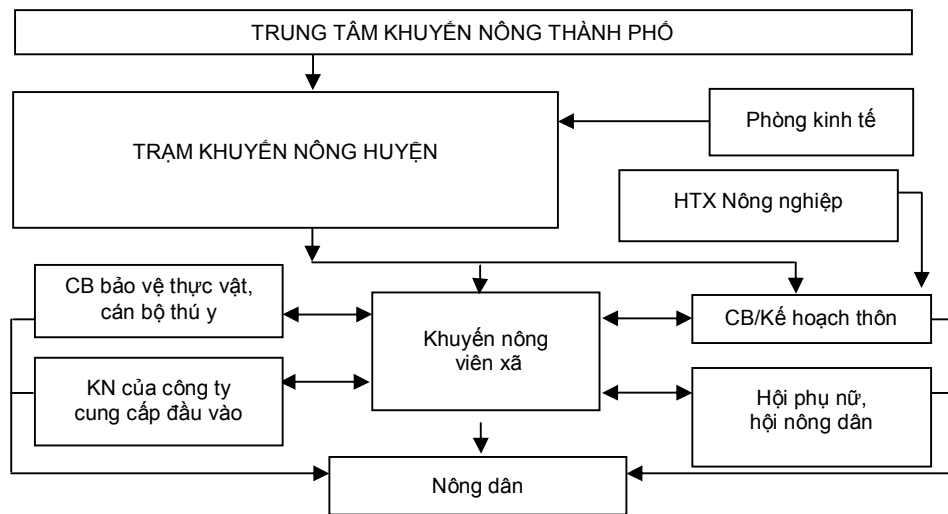 TRUNG TÂM KHUYẾN NÔNG THÀNH PHỐ
TRẠM KHUYẾN NÔNG HUYỆN
Phòng kinh tế
HTX Nông nghiệp
CB bảo vệ thực vật,
cán bộ thú y
Khuyến nông
viên xã
CB/Kế hoạch thôn
KN của công ty
cung cấp đầu vào
Hội phụ nữ,
hội nông dân
Nông dân